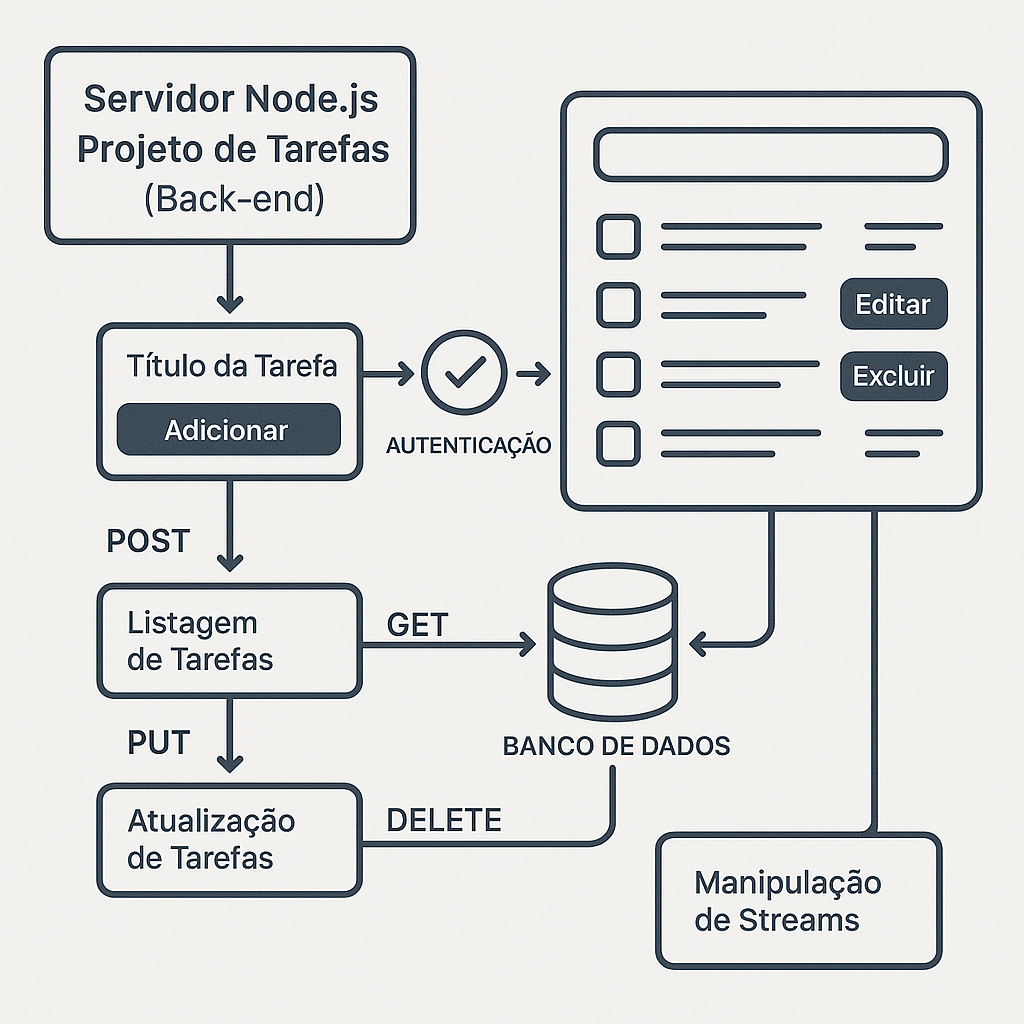 Servidor Node.js
Projeto de Tarefas
(Back-end)
Título da Tarefa
Adicionar
AUTENTICAÇÃO
Editar
Excluir
POST
Listagem
de Tarefas
GET
BANCO DE DADOS
PUT
Atualização
de Tarefas
DELETE
Manipulação
de Streams